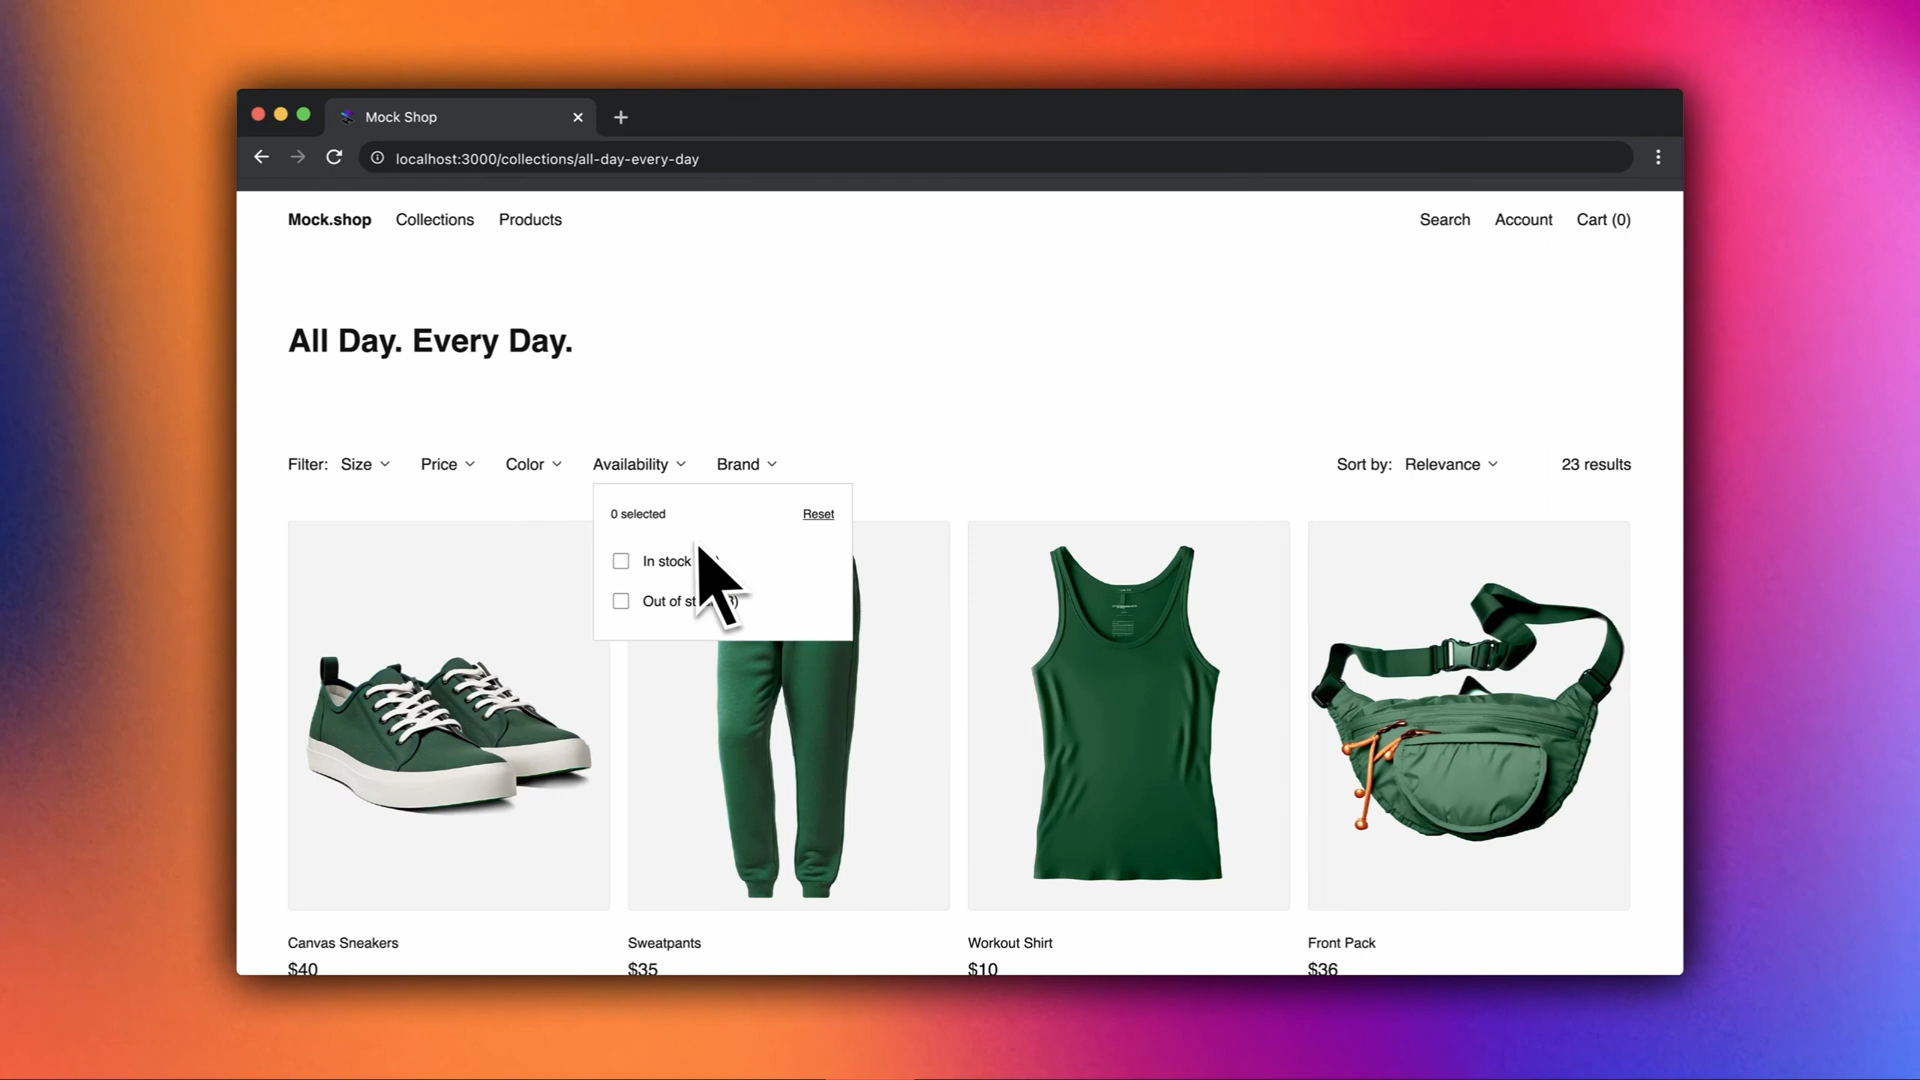 Mock Shop
localhost:3000/collections/all-day-every-day
Mock.shop Collections Products
Search Account Cart (0)
All Day. Every Day.
Filter: Size Price Color Availability Brand
Sort by: Relevance 23 results
0 selected Reset
In stock
Out of
Canvas Sneakers
$40
Sweatpants
$35
Workout Shirt
$10
Front Pack
$36